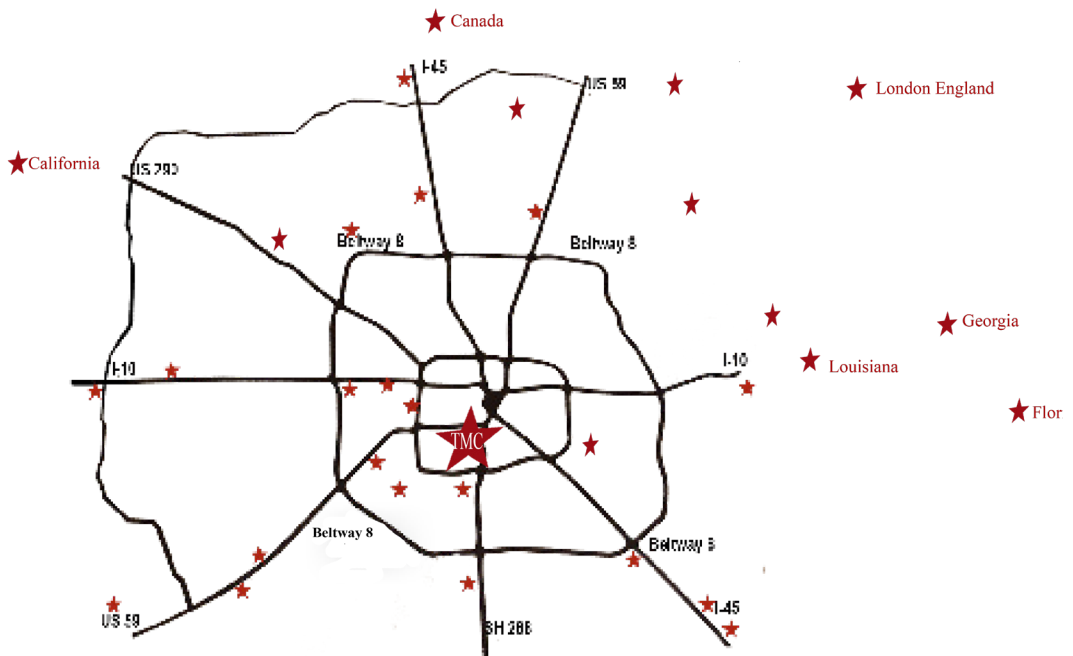 Canada
I-45
US 59
London England
California
US 290
Beltway 8
Beltway 8
Georgia
I-10
I-10
Louisiana
Flor
TMC
Beltway 8
Beltway 8
I-45
US 59
SH 288